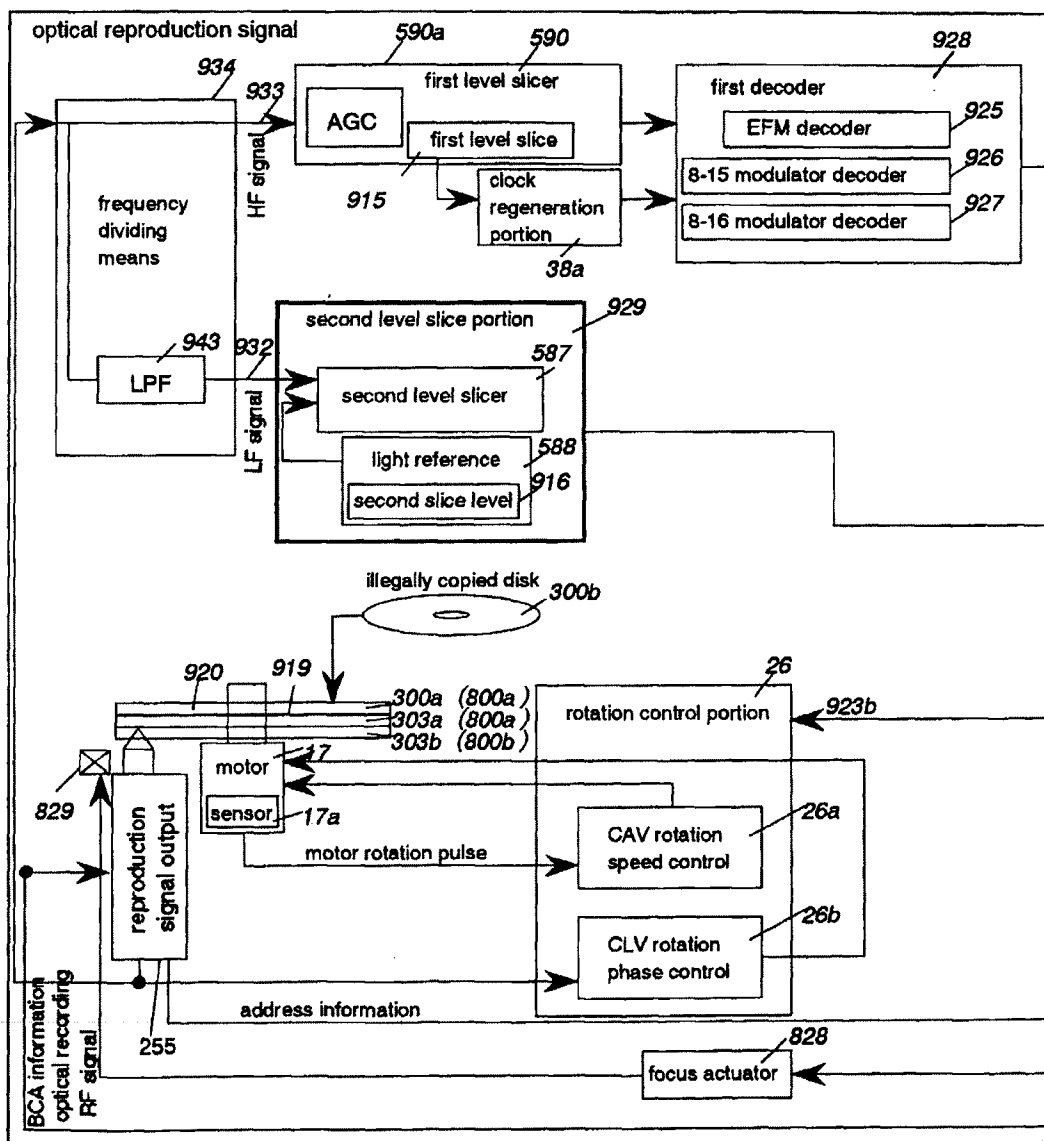 optical reproduction signal
590a
590
928
934
933
first level slicer
first decoder
AGC
HF signal
EFM decoder
925
first level slice
915
8-15 modulator decoder
926
clock
regeneration
portion
frequency
dividing
means
8-16 modulator decoder
927
38a
second level slice portion
929
943
932
587
LPF
second level slicer
LF signal
588
light reference
second slice level
916
illegally copied disk
300b
920
919
26
300a (800a)
303a (800a)
303b (800b)
rotation control portion
923b
motor
17
829
sensor
17a
26a
reproduction
signal output
motor rotation pulse
CAV rotation
speed control
26b
CLV rotation
phase control
BCA information
optical recording
RF signal
address information
255
828
focus actuator